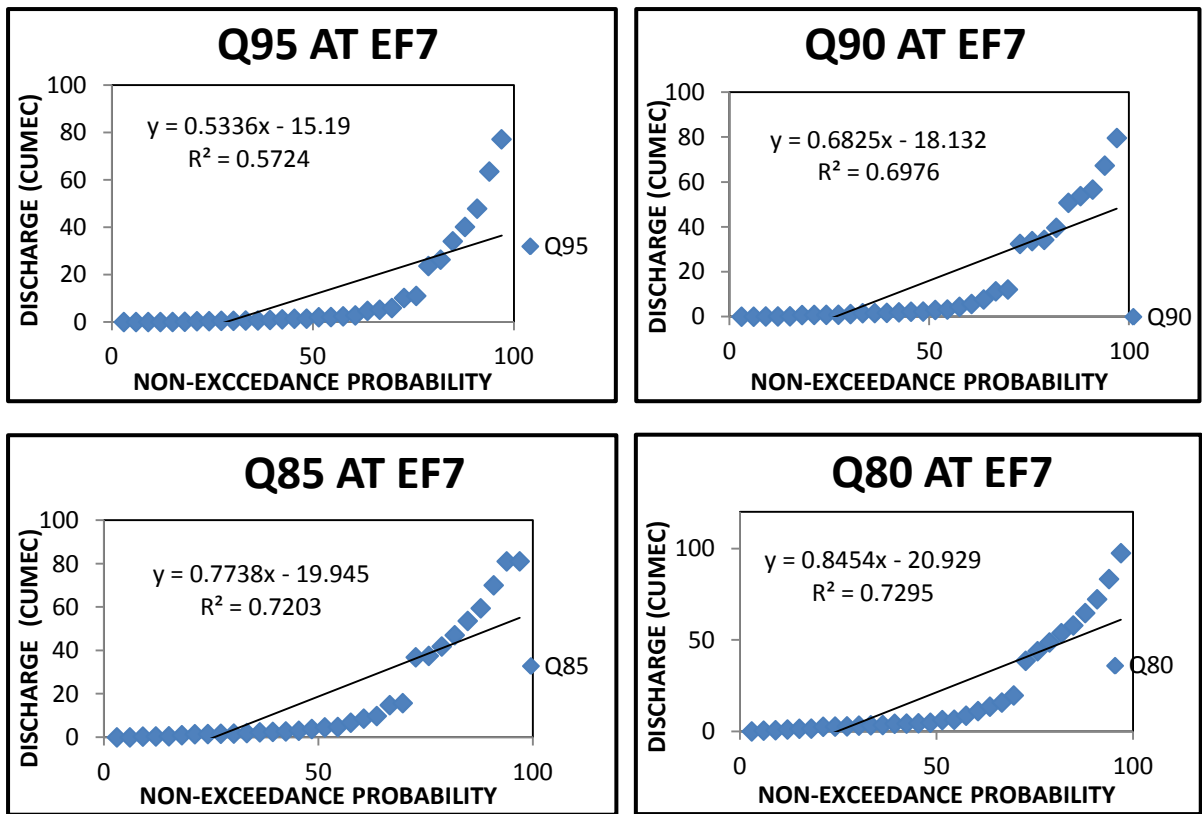 Q95 AT EF7
DISCHARGE (CUMEC)
100
80
60
40
20
0
y = 0.5336x - 15.19
R² = 0.5724
Q95
0
50
100
NON-EXCCEDANCE PROBABILITY
Q90 AT EF7
DISCHARGE (CUMEC)
100
80
60
40
20
0
y = 0.6825x - 18.132
R² = 0.6976
Q90
0
50
100
NON-EXCEEDANCE PROBABILITY
Q85 AT EF7
DISCHARGE (CUMEC)
100
80
60
40
20
0
y = 0.7738x - 19.945
R² = 0.7203
Q85
0
50
100
NON-EXCEEDANCE PROBABILITY
Q80 AT EF7
DISCHARGE (CUMEC)
100
50
0
y = 0.8454x - 20.929
R² = 0.7295
Q80
0
50
100
NON-EXCEEDANCE PROBABILITY